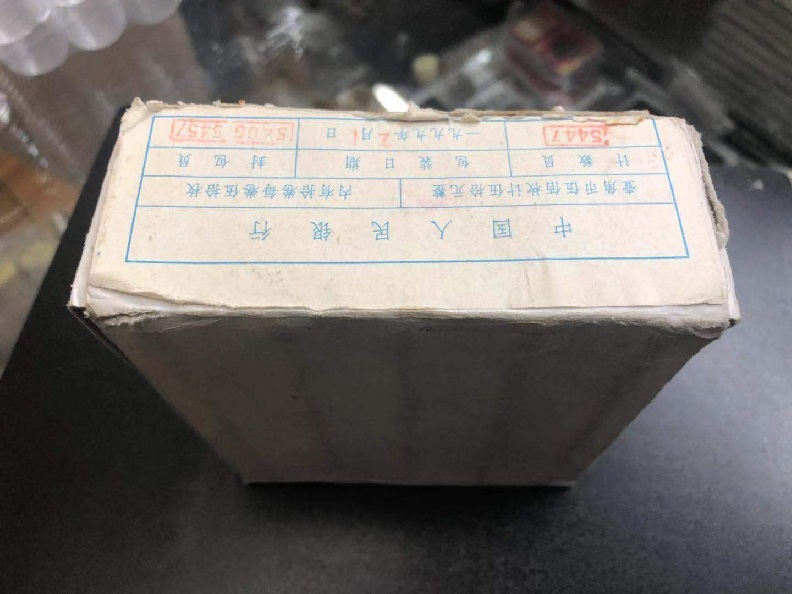 中国人民银行
壹角币伍佰枚计伍拾元整 内有拾卷每卷伍拾枚
计数员 包装日期 封包员
5447 一九九九年2月 日 5457